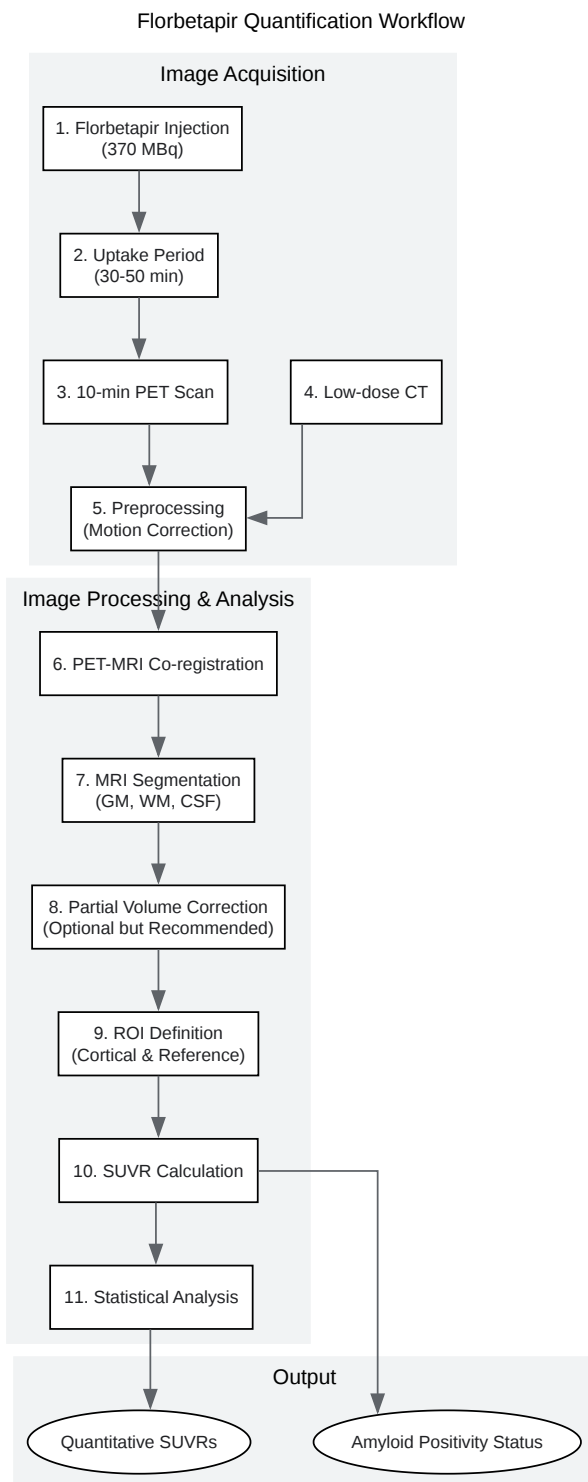 Florbetapir Quantification Workflow
Image Acquisition
1. Florbetapir Injection
(370 MBq)
2. Uptake Period
(30-50 min)
3. 10-min PET Scan
4. Low-dose CT
5. Preprocessing
(Motion Correction)
Image Processing & Analysis
6. PET-MRI Co-registration
7. MRI Segmentation
(GM, WM, CSF)
8. Partial Volume Correction
(Optional but Recommended)
9. ROI Definition
(Cortical & Reference)
10. SUVR Calculation
11. Statistical Analysis
Output
Quantitative SUVRs
Amyloid Positivity Status